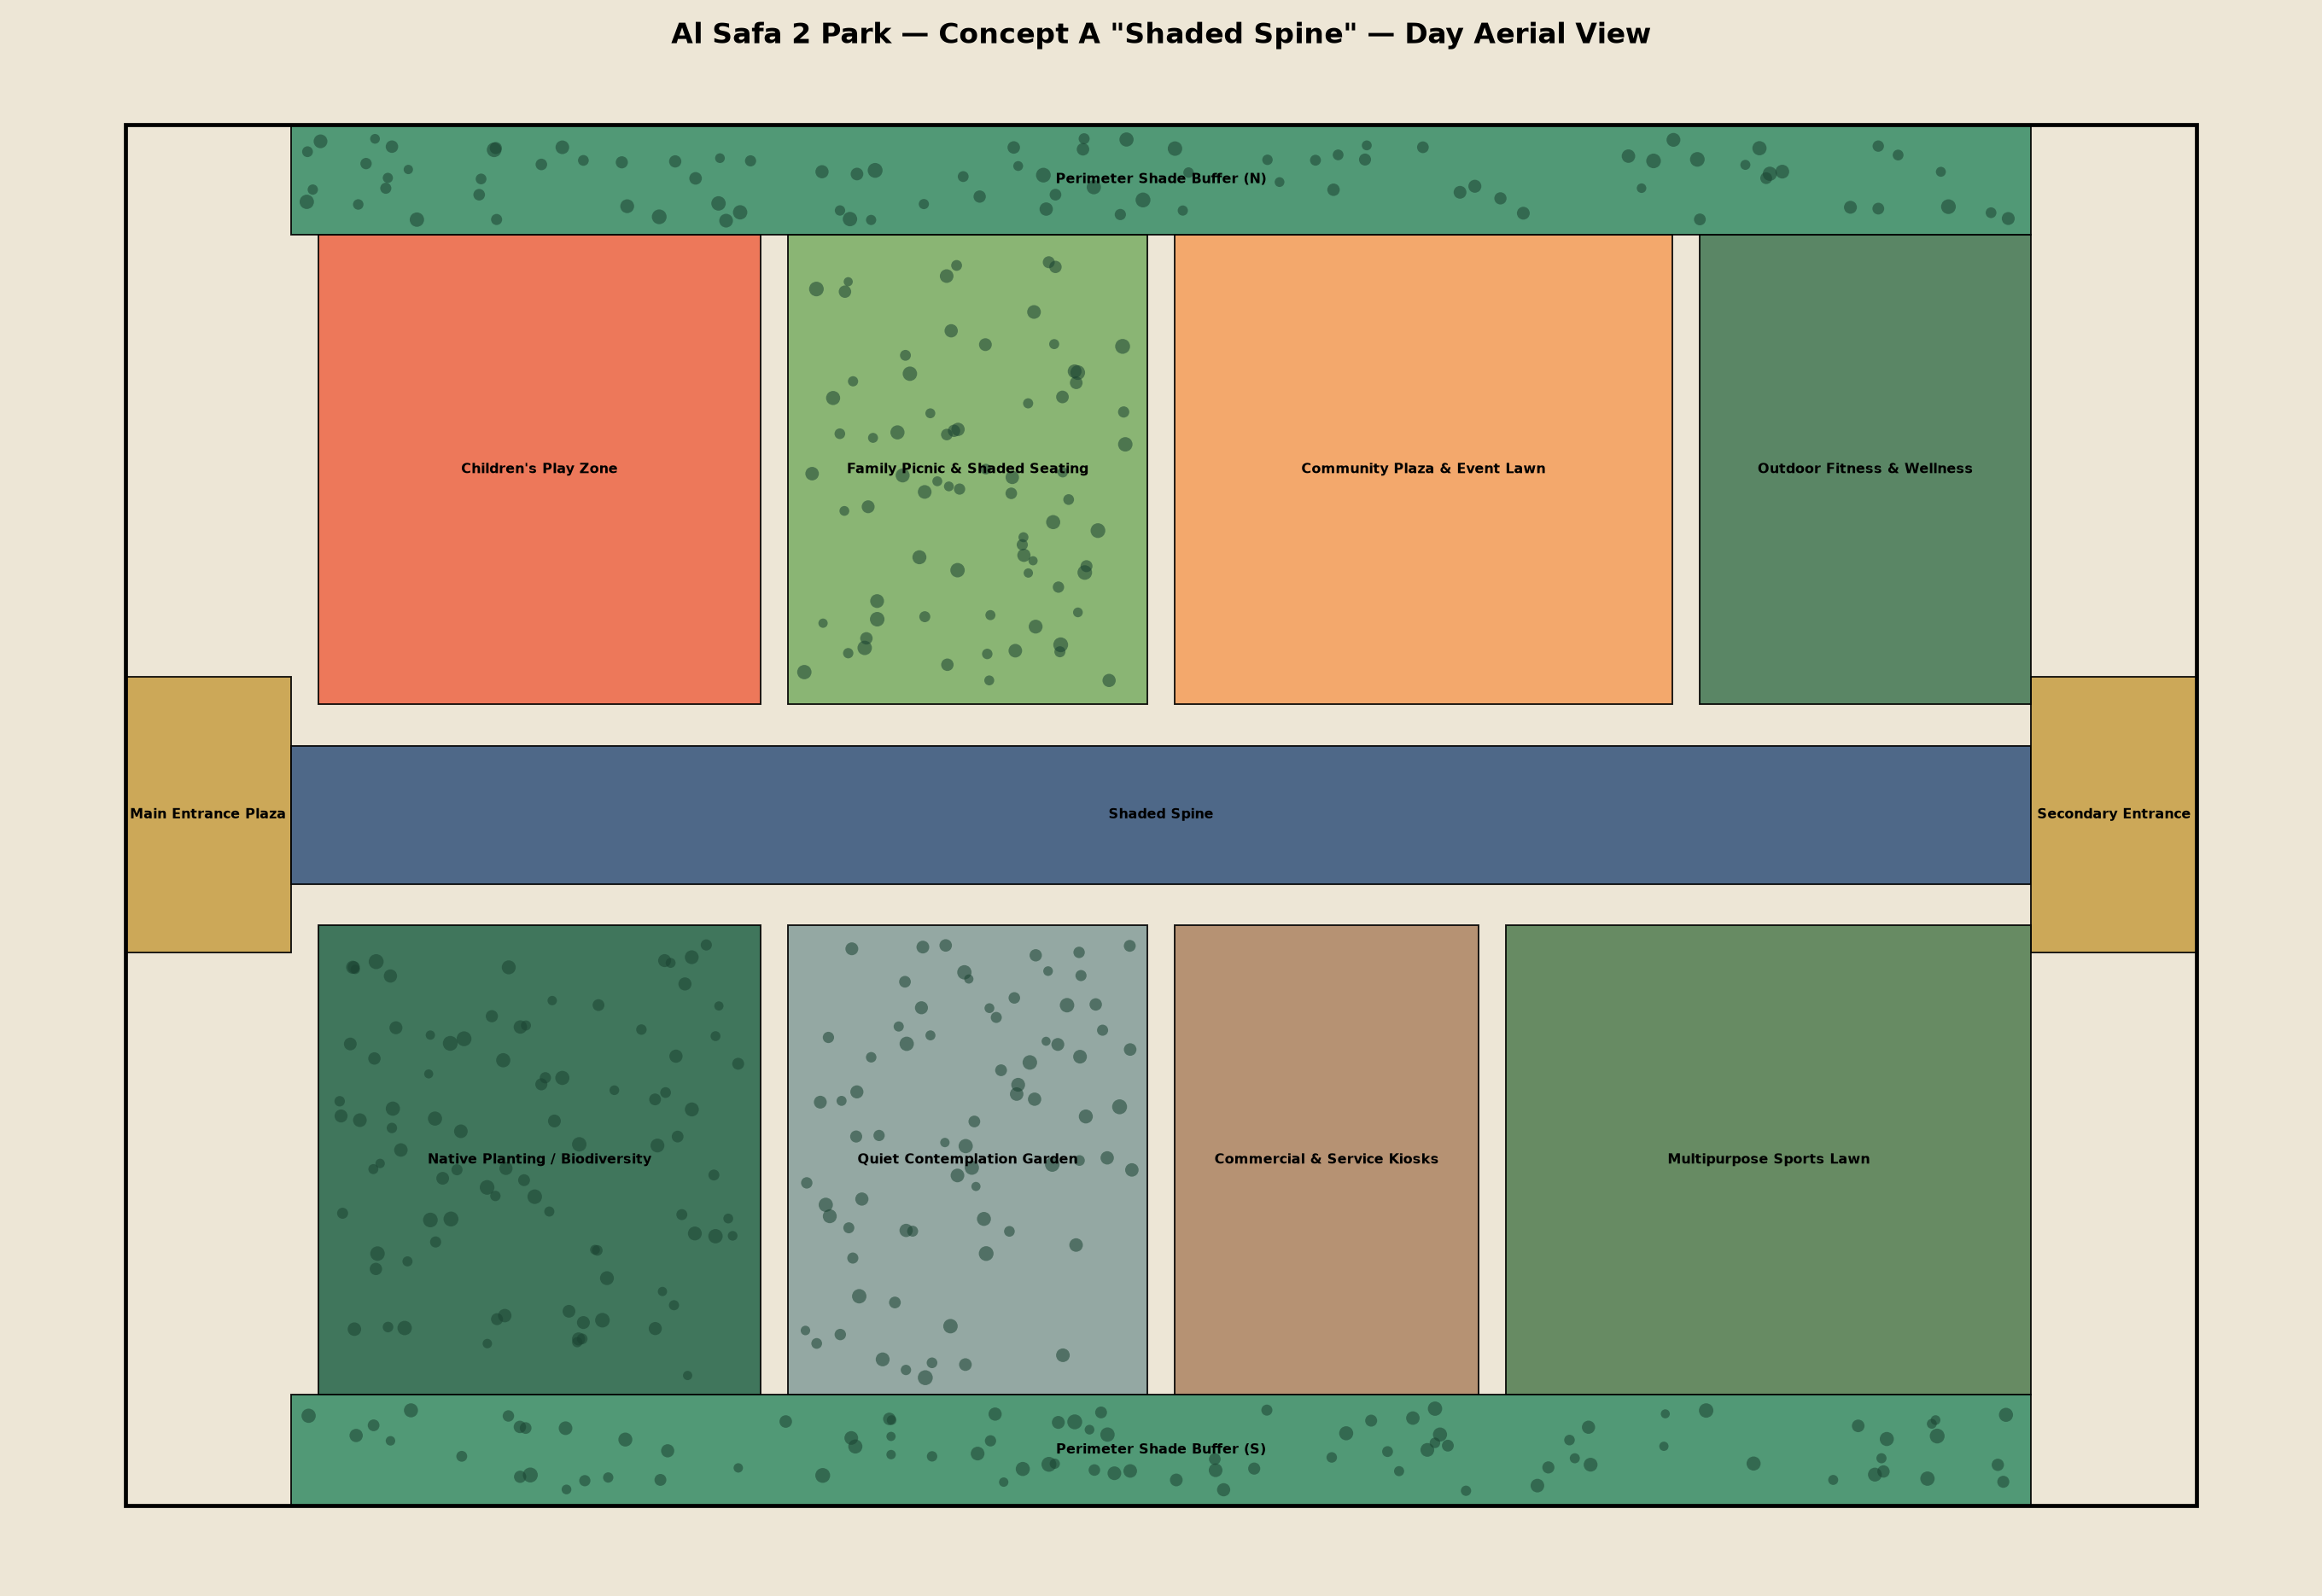 Al Safa 2 Park — Concept A "Shaded Spine" — Day Aerial View
Perimeter Shade Buffer (N)
Children's Play Zone
Family Picnic & Shaded Seating
Community Plaza & Event Lawn
Outdoor Fitness & Wellness
Main Entrance Plaza
Shaded Spine
Secondary Entrance
Native Planting / Biodiversity
Quiet Contemplation Garden
Commercial & Service Kiosks
Multipurpose Sports Lawn
Perimeter Shade Buffer (S)